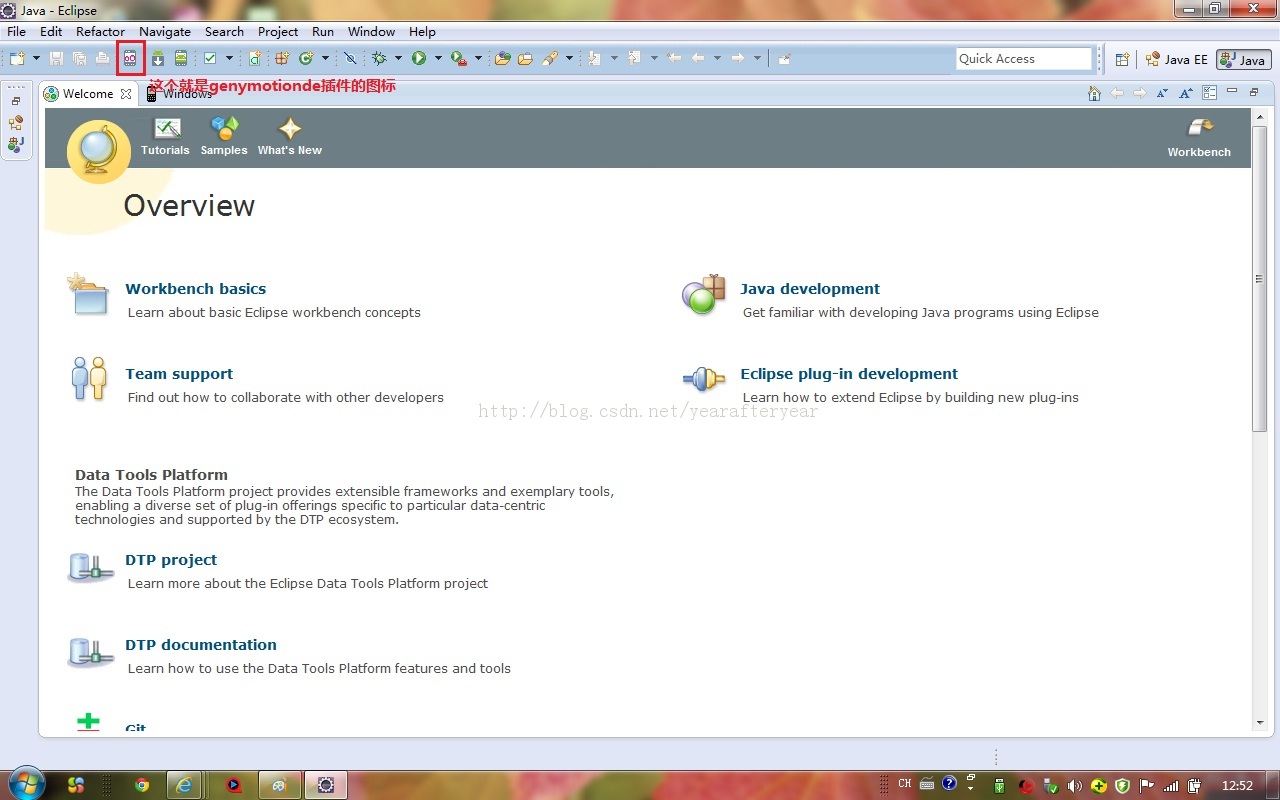 Java - Eclipse
File Edit Refactor Navigate Search Project Run Window Help
Quick Access
Java EE
Java
这个就是genymotionde插件的图标
Welcome
Windows
Tutorials
Samples
What's New
Workbench
Overview
Workbench basics
Learn about basic Eclipse workbench concepts
Java development
Get familiar with developing Java programs using Eclipse
Team support
Find out how to collaborate with other developers
Eclipse plug-in development
Learn how to extend Eclipse by building new plug-ins
http://blog.csdn.net/yearafteryear
Data Tools Platform
The Data Tools Platform project provides extensible frameworks and exemplary tools,
enabling a diverse set of plug-in offerings specific to particular data-centric
technologies and supported by the DTP ecosystem.
DTP project
Learn more about the Eclipse Data Tools Platform project
DTP documentation
Learn how to use the Data Tools Platform features and tools
Git
CH
12:52